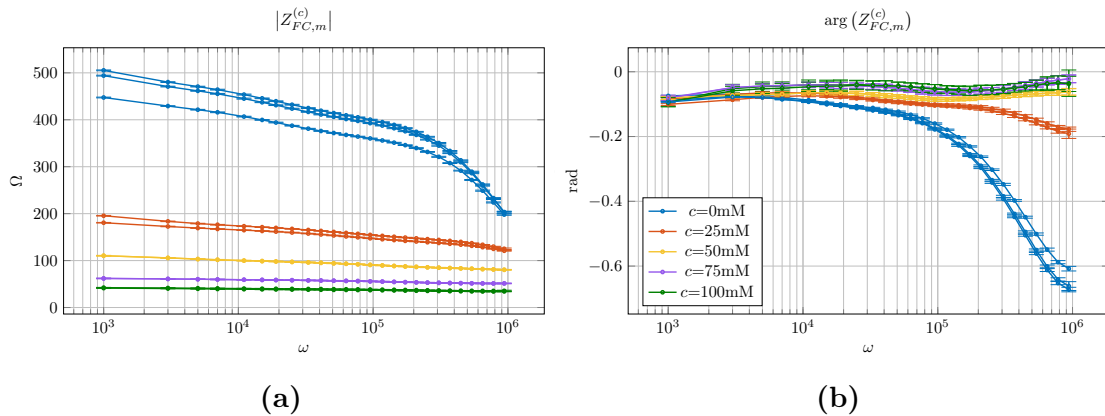 |Z_{FC,m}^{(c)}|
500
400
300
200
100
0
Ω
10^3
10^4
10^5
10^6
ω
(a)
arg (Z_{FC,m}^{(c)})
0
−0.2
−0.4
−0.6
rad
c=0mM
c=25mM
c=50mM
c=75mM
c=100mM
10^3
10^4
10^5
10^6
ω
(b)